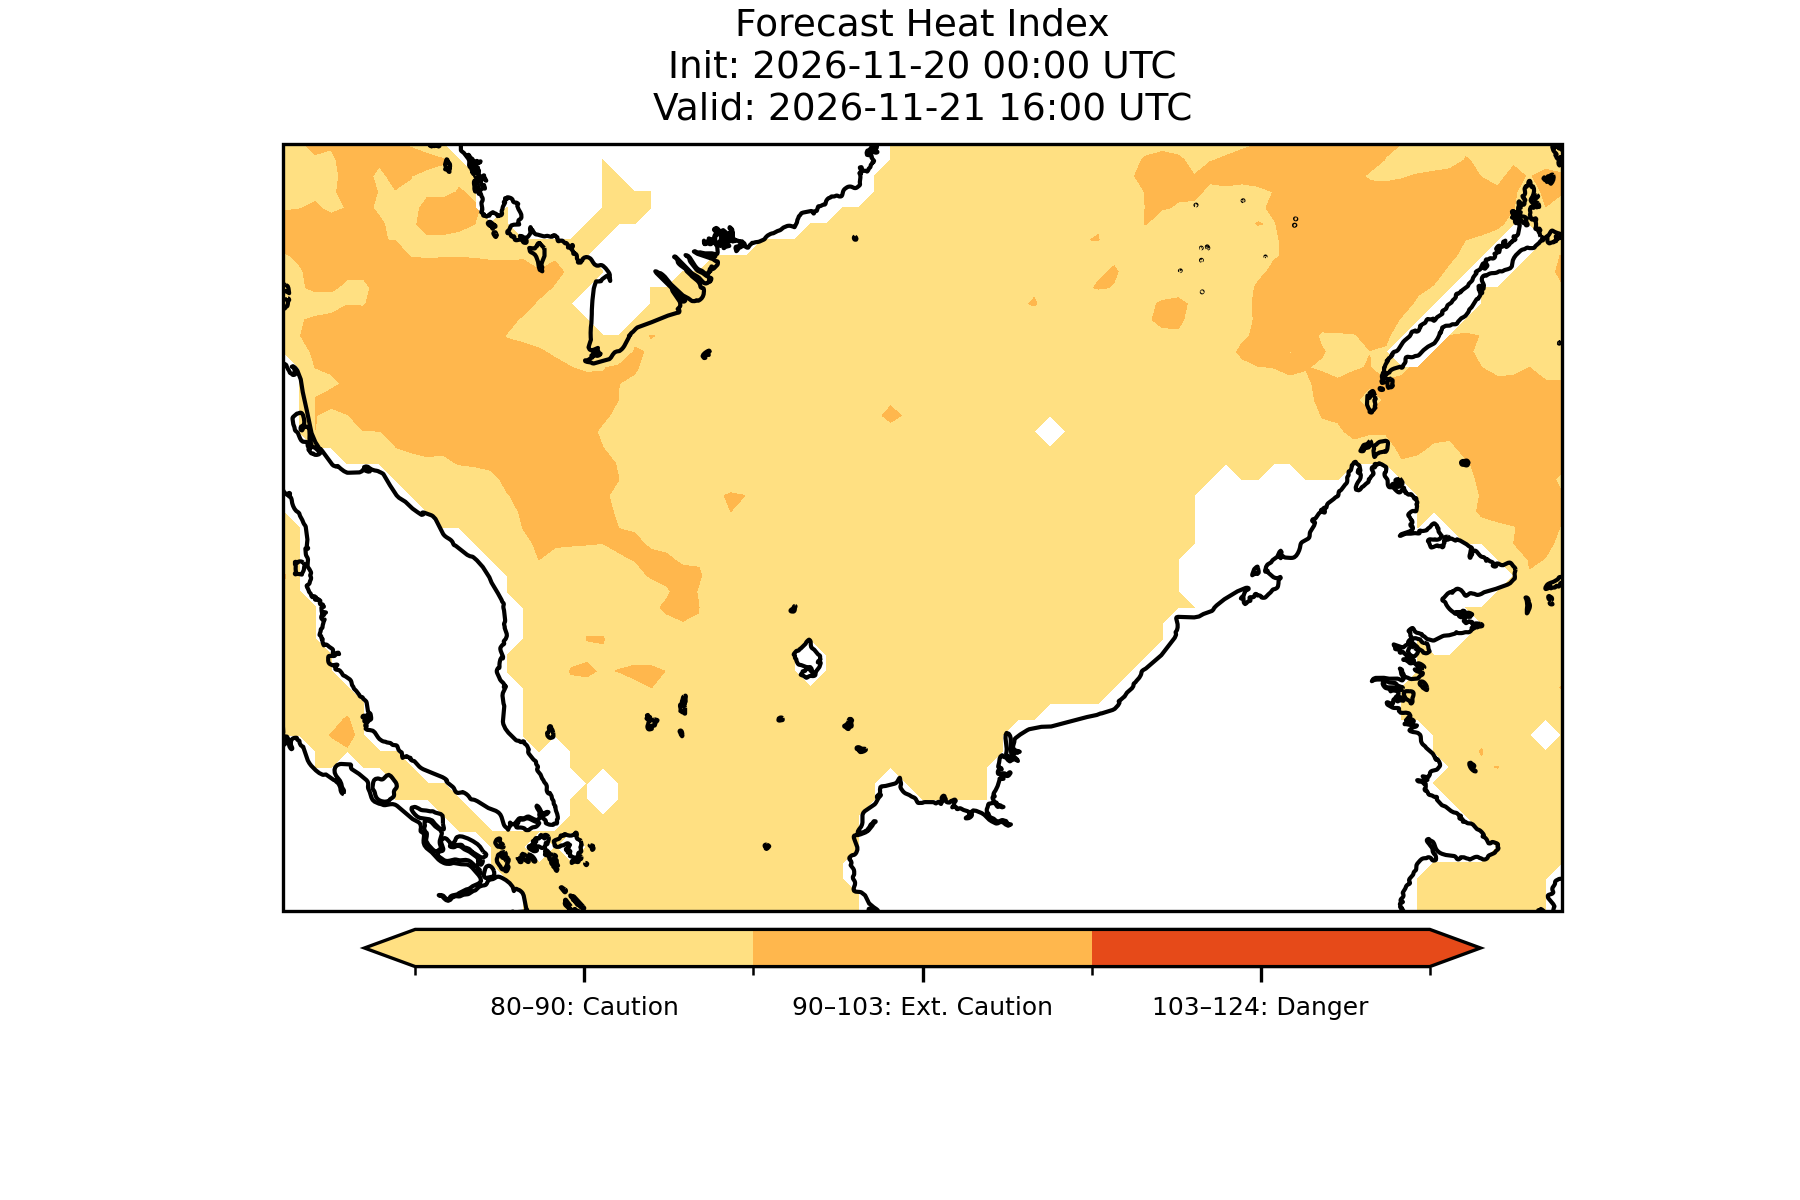 Forecast Heat Index
Init: 2026-11-20 00:00 UTC
Valid: 2026-11-21 16:00 UTC
80–90: Caution
90–103: Ext. Caution
103–124: Danger